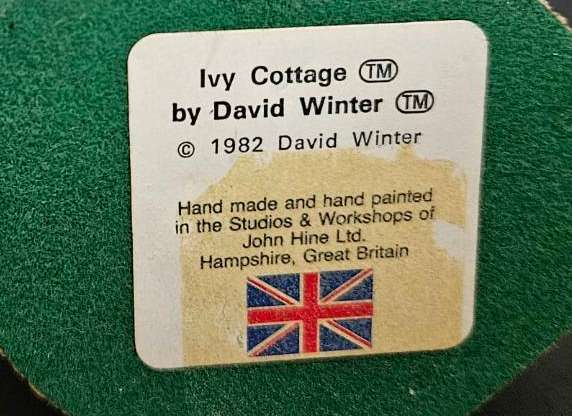 Ivy Cottage TM
by David Winter TM
© 1982 David Winter
Hand made and hand painted
in the Studios & Workshops of
John Hine Ltd.
Hampshire, Great Britain